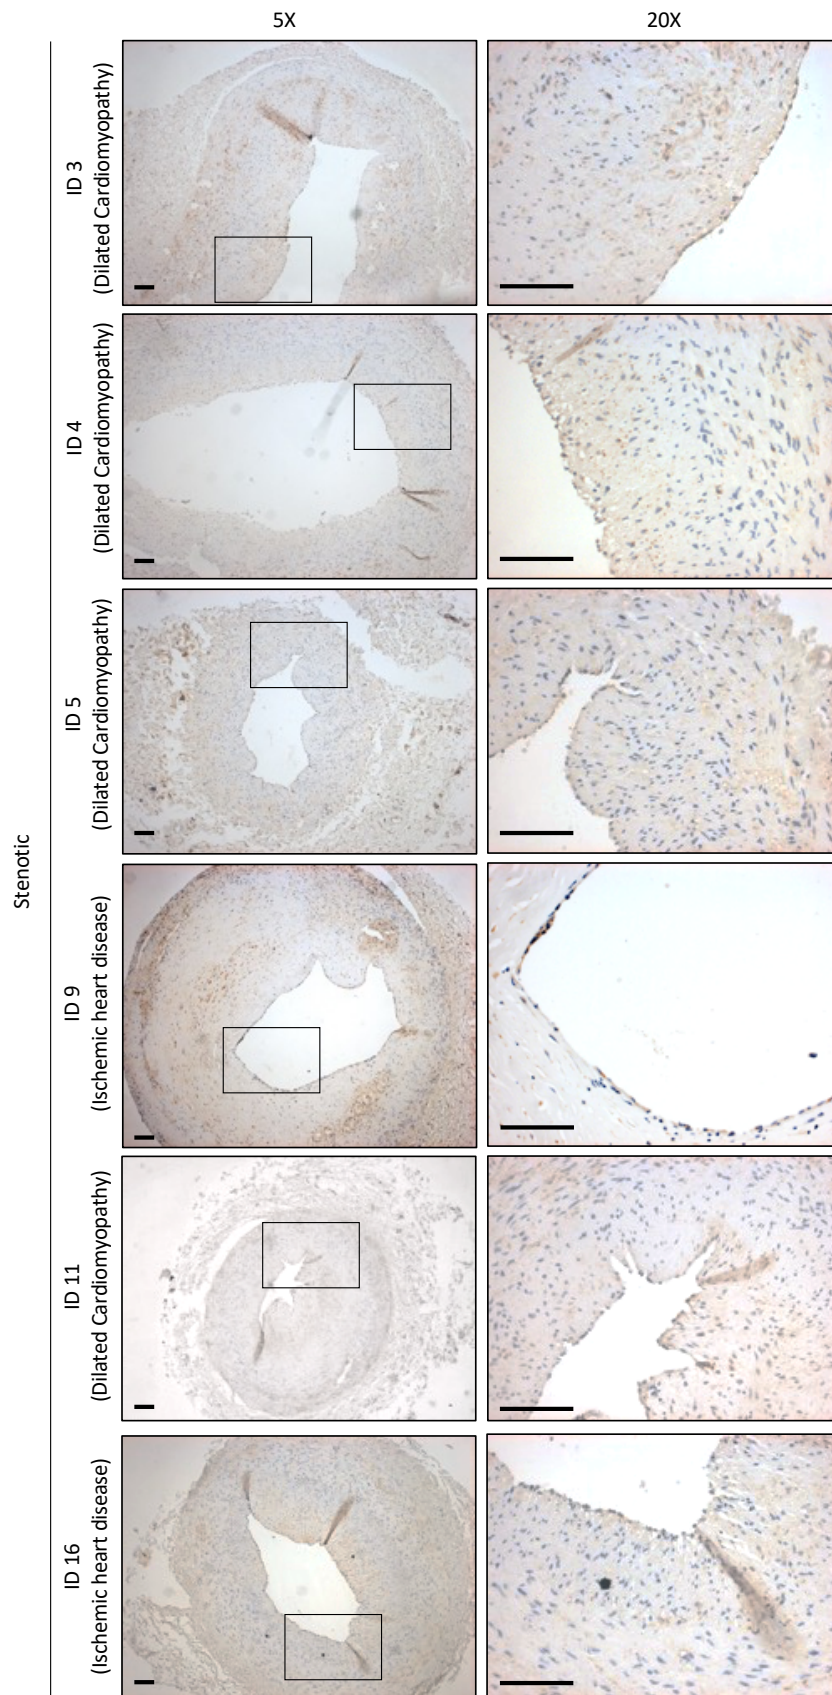 5X
20X
Stenotic
ID 3
(Dilated Cardiomyopathy)
ID 4
(Dilated Cardiomyopathy)
ID 5
(Dilated Cardiomyopathy)
ID 9
(Ischemic heart disease)
ID 11
(Dilated Cardiomyopathy)
ID 16
(Ischemic heart disease)